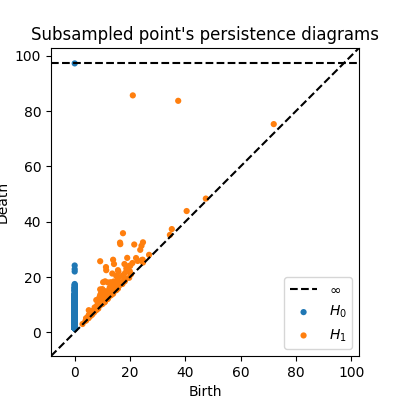 Subsampled point's persistence diagrams
100
80
60
40
20
0
Death
0 20 40 60 80 100
Birth
∞
H₀
H₁